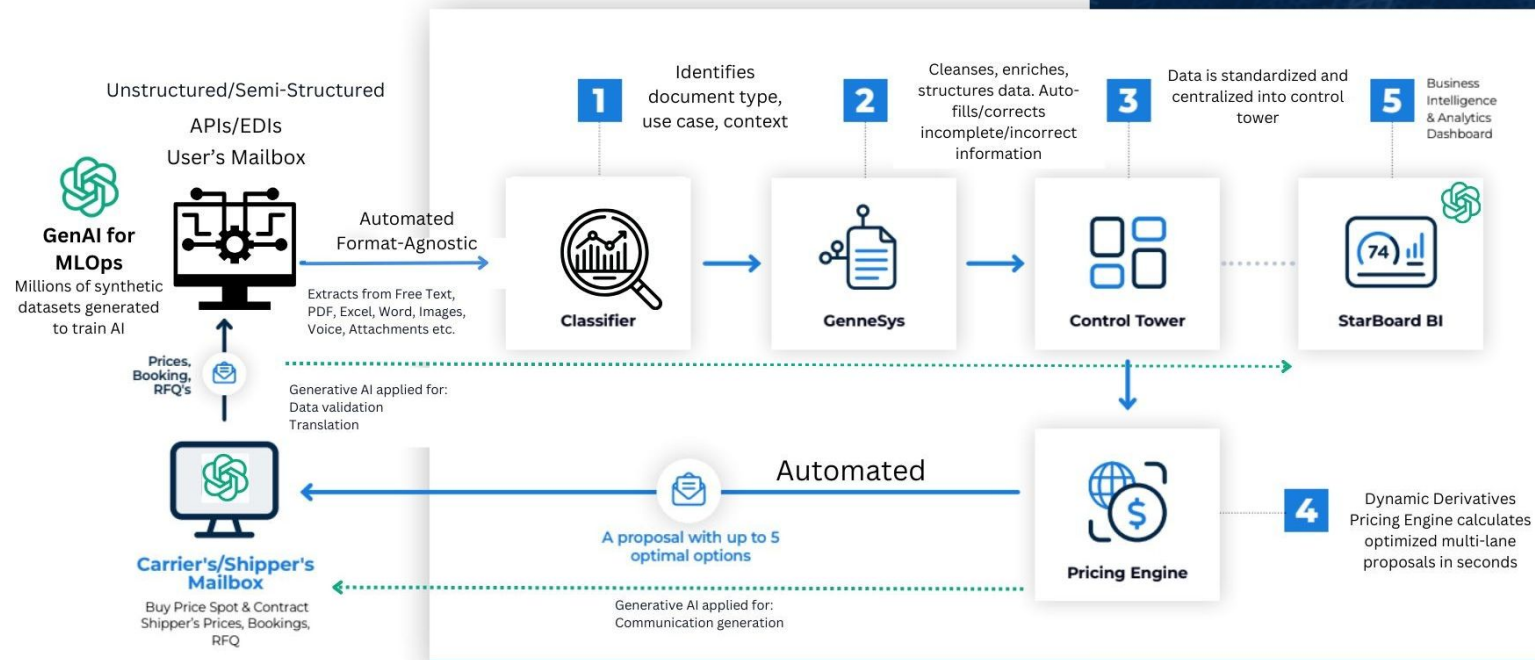 Unstructured/Semi-Structured
APIs/EDIs
User's Mailbox
GenAI for
MLOps
Millions of synthetic
datasets generated
to train AI
Automated
Format-Agnostic
Extracts from Free Text,
PDF, Excel, Word, Images,
Voice, Attachments etc.
1
Identifies
document type,
use case, context
Classifier
2
Cleanses, enriches,
structures data. Auto-
fills/corrects
incomplete/incorrect
information
GenneSys
3
Data is standardized and
centralized into control
tower
Control Tower
5
Business
Intelligence
& Analytics
Dashboard
74
StarBoard BI
Prices,
Booking,
RFQ's
Generative AI applied for:
Data validation
Translation
Carrier's/Shipper's
Mailbox
Buy Price Spot & Contract
Shipper's Prices, Bookings,
RFQ
Automated
A proposal with up to 5
optimal options
Generative AI applied for:
Communication generation
$
Pricing Engine
4
Dynamic Derivatives
Pricing Engine calculates
optimized multi-lane
proposals in seconds